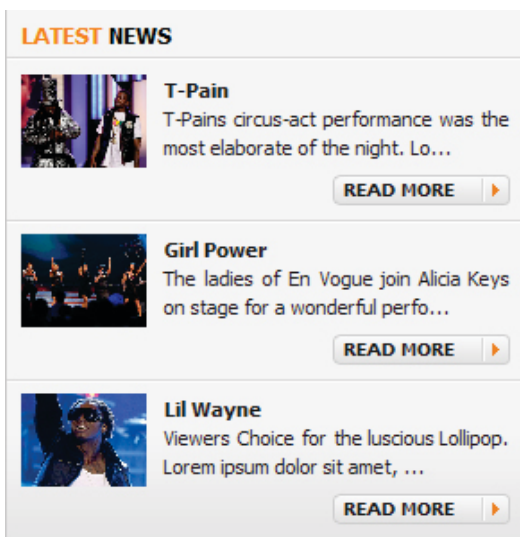 LATEST NEWS
T-Pain
T-Pains circus-act performance was the
most elaborate of the night. Lo...
READ MORE
Girl Power
The ladies of En Vogue join Alicia Keys
on stage for a wonderful perfo...
READ MORE
Lil Wayne
Viewers Choice for the luscious Lollipop.
Lorem ipsum dolor sit amet, ...
READ MORE